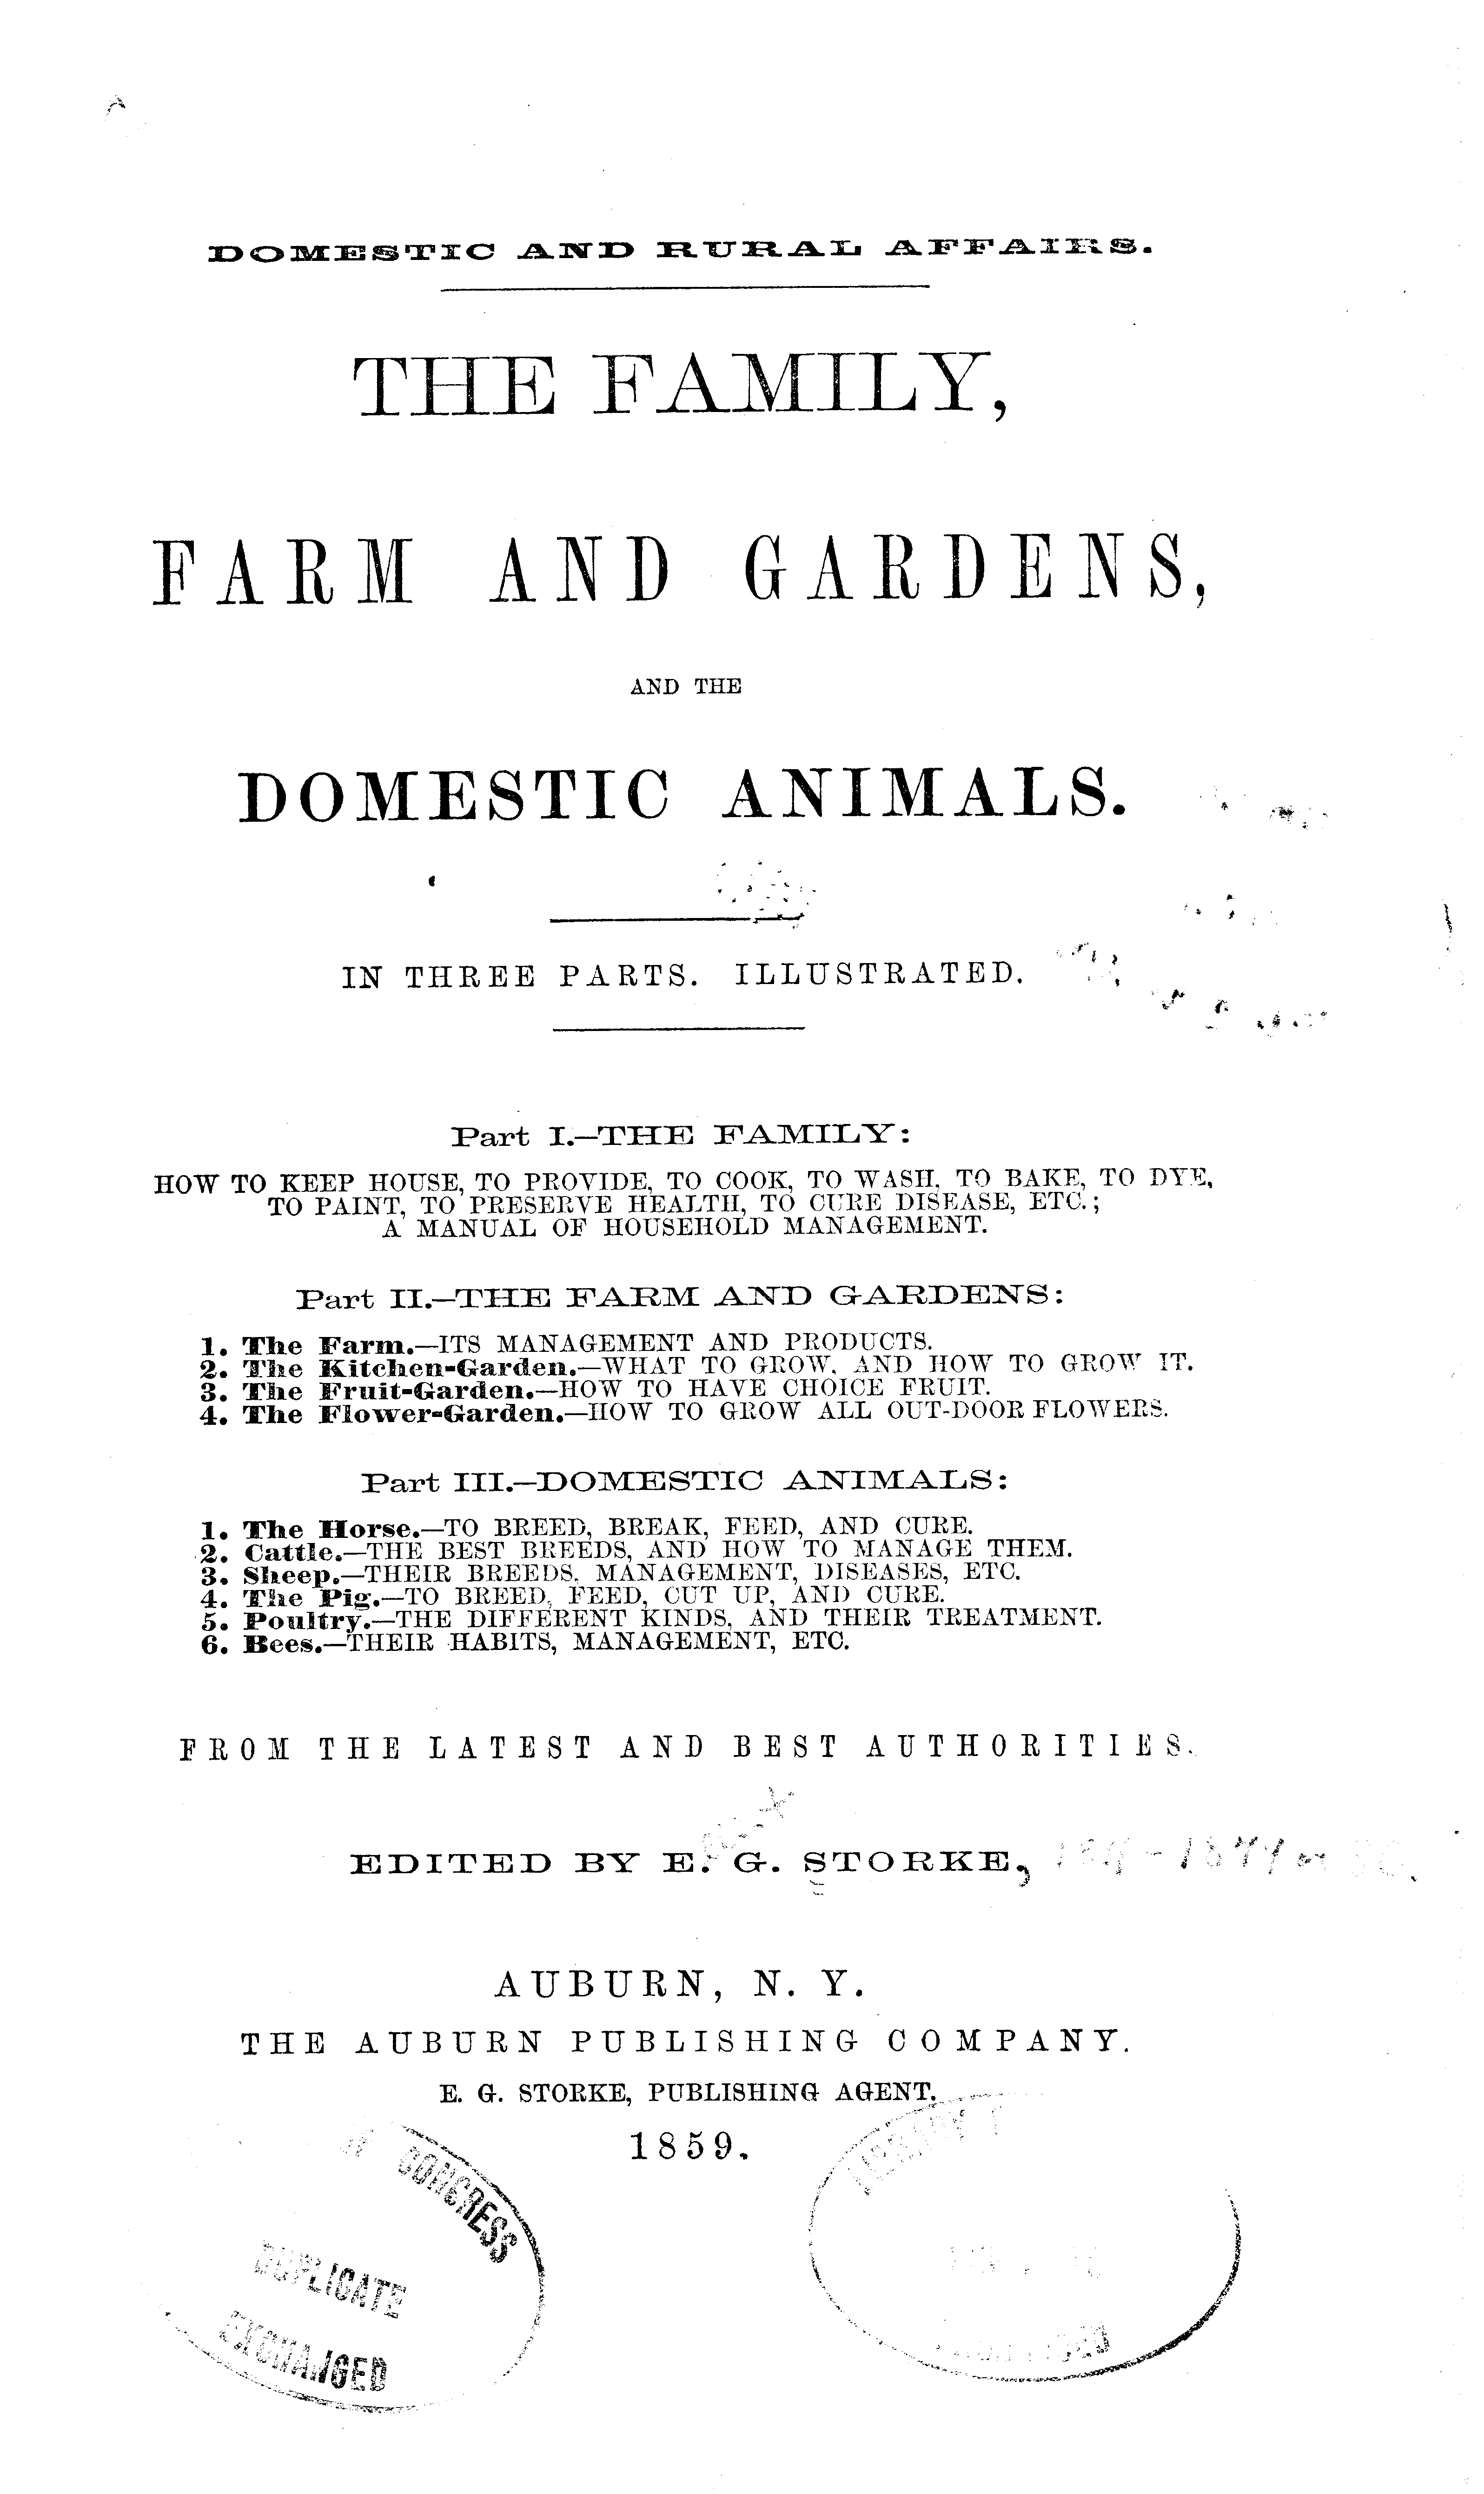 DOMESTIC AND RURAL AFFAIRS.
THE FAMILY,
FARM AND GARDENS,
AND THE
DOMESTIC ANIMALS.
IN THREE PARTS. ILLUSTRATED.
Part I.—THE FAMILY:
HOW TO KEEP HOUSE, TO PROVIDE, TO COOK, TO WASH, TO BAKE, TO DYE,
TO PAINT, TO PRESERVE HEALTH, TO CURE DISEASE, ETC.;
A MANUAL OF HOUSEHOLD MANAGEMENT.
Part II.—THE FARM AND GARDENS:
1. The Farm.—ITS MANAGEMENT AND PRODUCTS.
2. The Kitchen-Garden.—WHAT TO GROW, AND HOW TO GROW IT.
3. The Fruit-Garden.—HOW TO HAVE CHOICE FRUIT.
4. The Flower-Garden.—HOW TO GROW ALL OUT-DOOR FLOWERS.
Part III.—DOMESTIC ANIMALS:
1. The Horse.—TO BREED, BREAK, FEED, AND CURE.
2. Cattle.—THE BEST BREEDS, AND HOW TO MANAGE THEM.
3. Sheep.—THEIR BREEDS, MANAGEMENT, DISEASES, ETC.
4. The Pig.—TO BREED, FEED, CUT UP, AND CURE.
5. Poultry.—THE DIFFERENT KINDS, AND THEIR TREATMENT.
6. Bees.—THEIR HABITS, MANAGEMENT, ETC.
FROM THE LATEST AND BEST AUTHORITIES.
EDITED BY E. G. STORKE,
AUBURN, N. Y.
THE AUBURN PUBLISHING COMPANY.
E. G. STORKE, PUBLISHING AGENT.
1859.
CONGRESS
DUPLICATE
EXCHANGED
LIBRARY